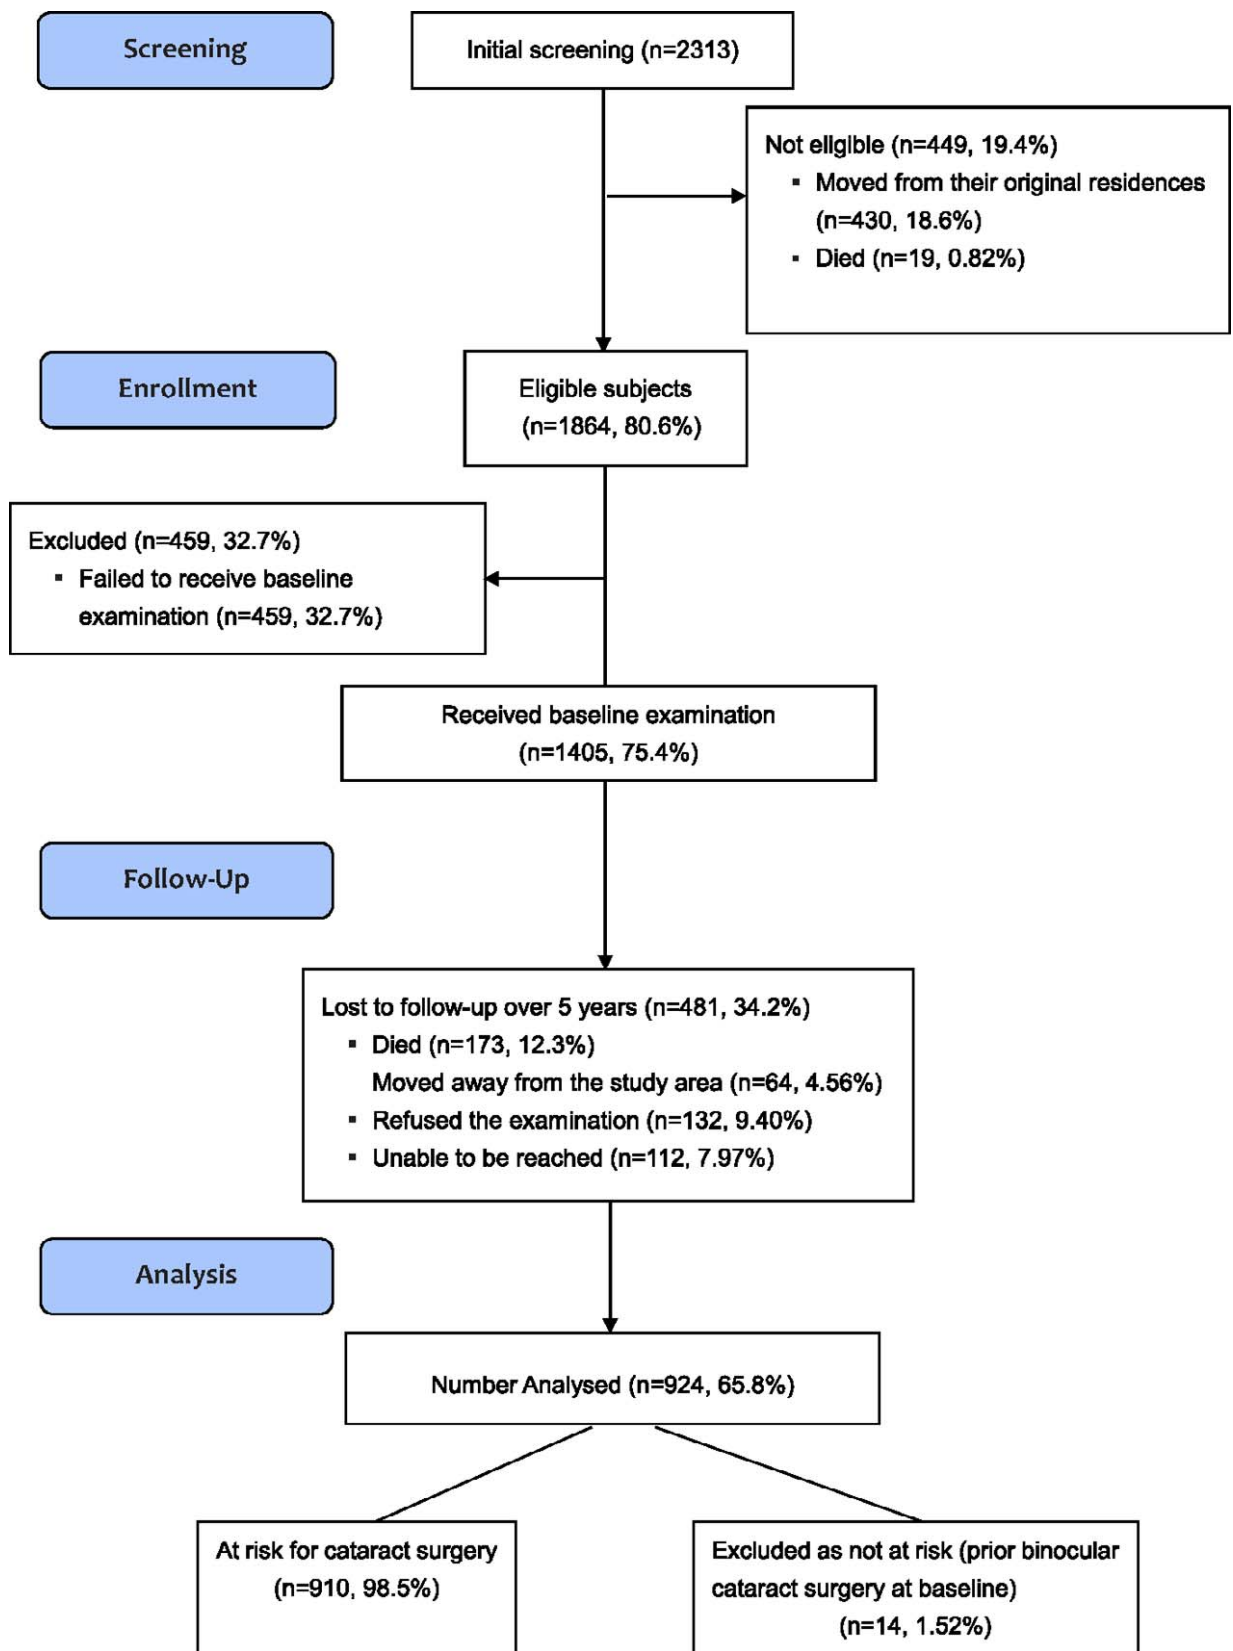 Screening
Initial screening (n=2313)
Not eligible (n=449, 19.4%)
▪ Moved from their original residences
(n=430, 18.6%)
▪ Died (n=19, 0.82%)
Enrollment
Eligible subjects
(n=1864, 80.6%)
Excluded (n=459, 32.7%)
▪ Failed to receive baseline
examination (n=459, 32.7%)
Received baseline examination
(n=1405, 75.4%)
Follow-Up
Lost to follow-up over 5 years (n=481, 34.2%)
▪ Died (n=173, 12.3%)
Moved away from the study area (n=64, 4.56%)
▪ Refused the examination (n=132, 9.40%)
▪ Unable to be reached (n=112, 7.97%)
Analysis
Number Analysed (n=924, 65.8%)
At risk for cataract surgery
(n=910, 98.5%)
Excluded as not at risk (prior binocular
cataract surgery at baseline)
(n=14, 1.52%)